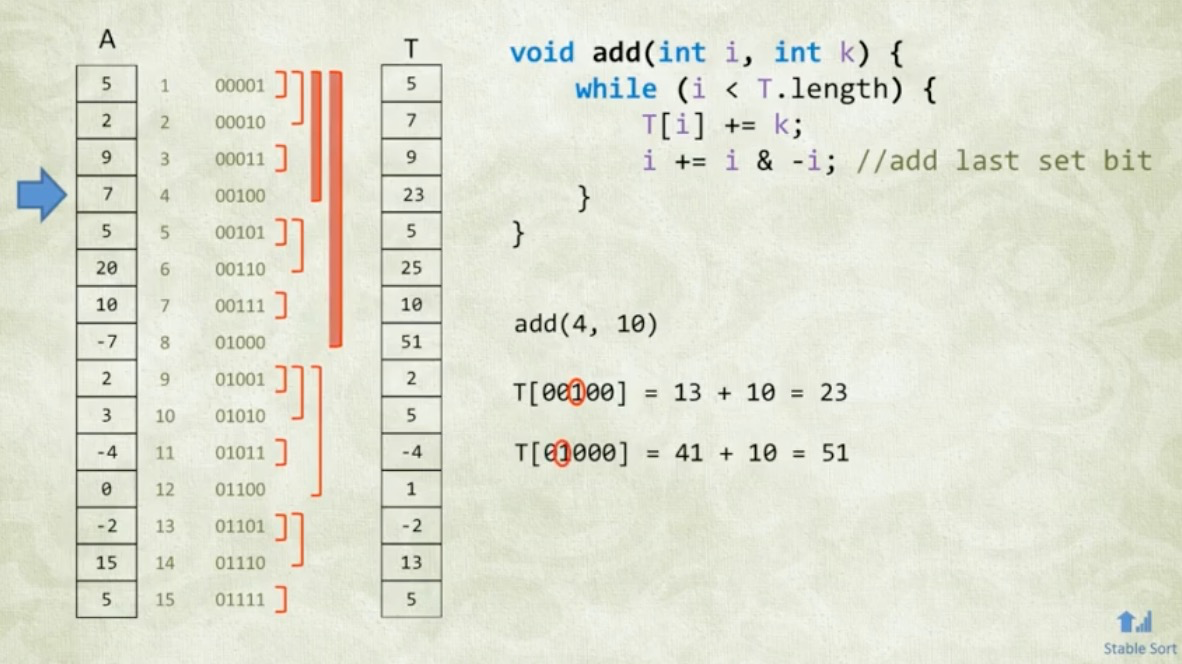 A T
5 1 00001 5
2 2 00010 7
9 3 00011 9
7 4 00100 23
5 5 00101 5
20 6 00110 25
10 7 00111 10
-7 8 01000 51
2 9 01001 2
3 10 01010 5
-4 11 01011 -4
0 12 01100 1
-2 13 01101 -2
15 14 01110 13
5 15 01111 5
void add(int i, int k) {
while (i < T.length) {
T[i] += k;
i += i & -i; //add last set bit
}
}
add(4, 10)
T[00100] = 13 + 10 = 23
T[01000] = 41 + 10 = 51
Stable Sort